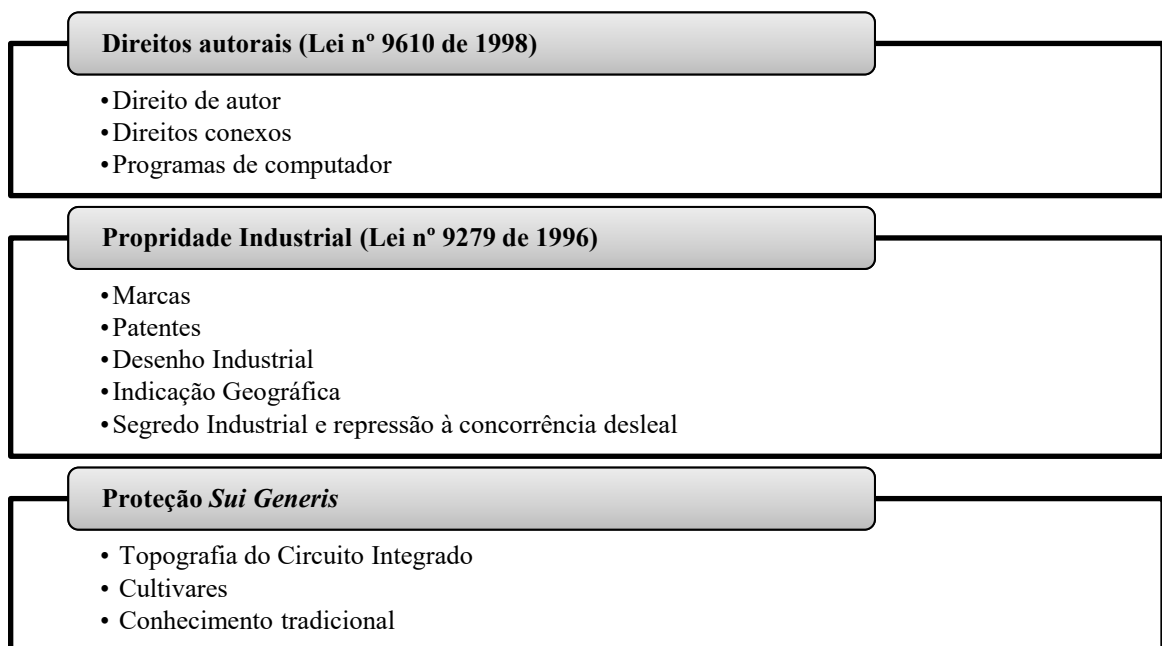 Direitos autorais (Lei nº 9610 de 1998)
•Direito de autor
•Direitos conexos
•Programas de computador
Propridade Industrial (Lei nº 9279 de 1996)
•Marcas
•Patentes
•Desenho Industrial
•Indicação Geográfica
•Segredo Industrial e repressão à concorrência desleal
Proteção Sui Generis
• Topografia do Circuito Integrado
• Cultivares
• Conhecimento tradicional